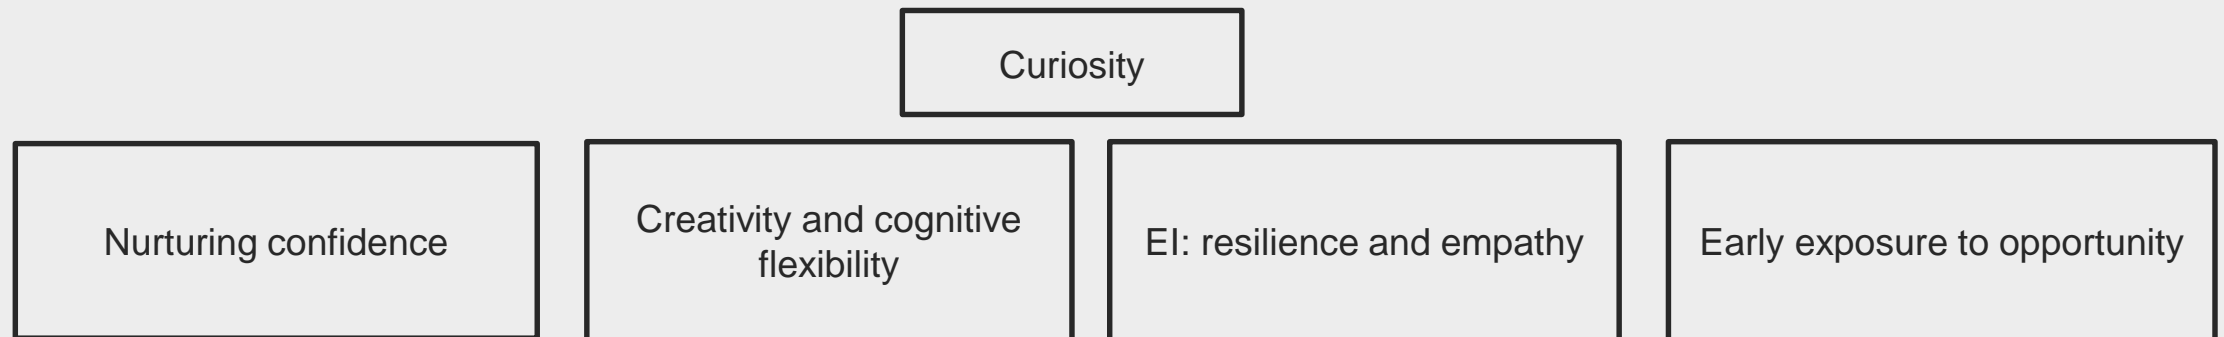 Curiosity
Nurturing confidence
Creativity and cognitive
flexibility
EI: resilience and empathy
Early exposure to opportunity